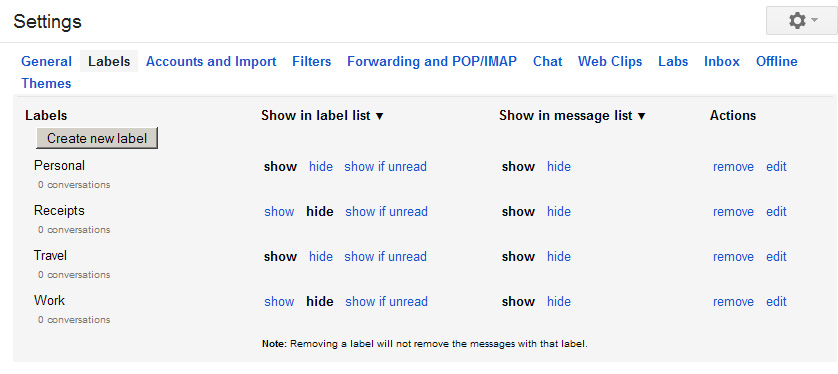 Settings
General Labels Accounts and Import Filters Forwarding and POP/IMAP Chat Web Clips Labs Inbox Offline
Themes
Labels Show in label list ▼ Show in message list ▼ Actions
Create new label
Personal show hide show if unread show hide remove edit
0 conversations
Receipts show hide show if unread show hide remove edit
0 conversations
Travel show hide show if unread show hide remove edit
0 conversations
Work show hide show if unread show hide remove edit
0 conversations
Note: Removing a label will not remove the messages with that label.